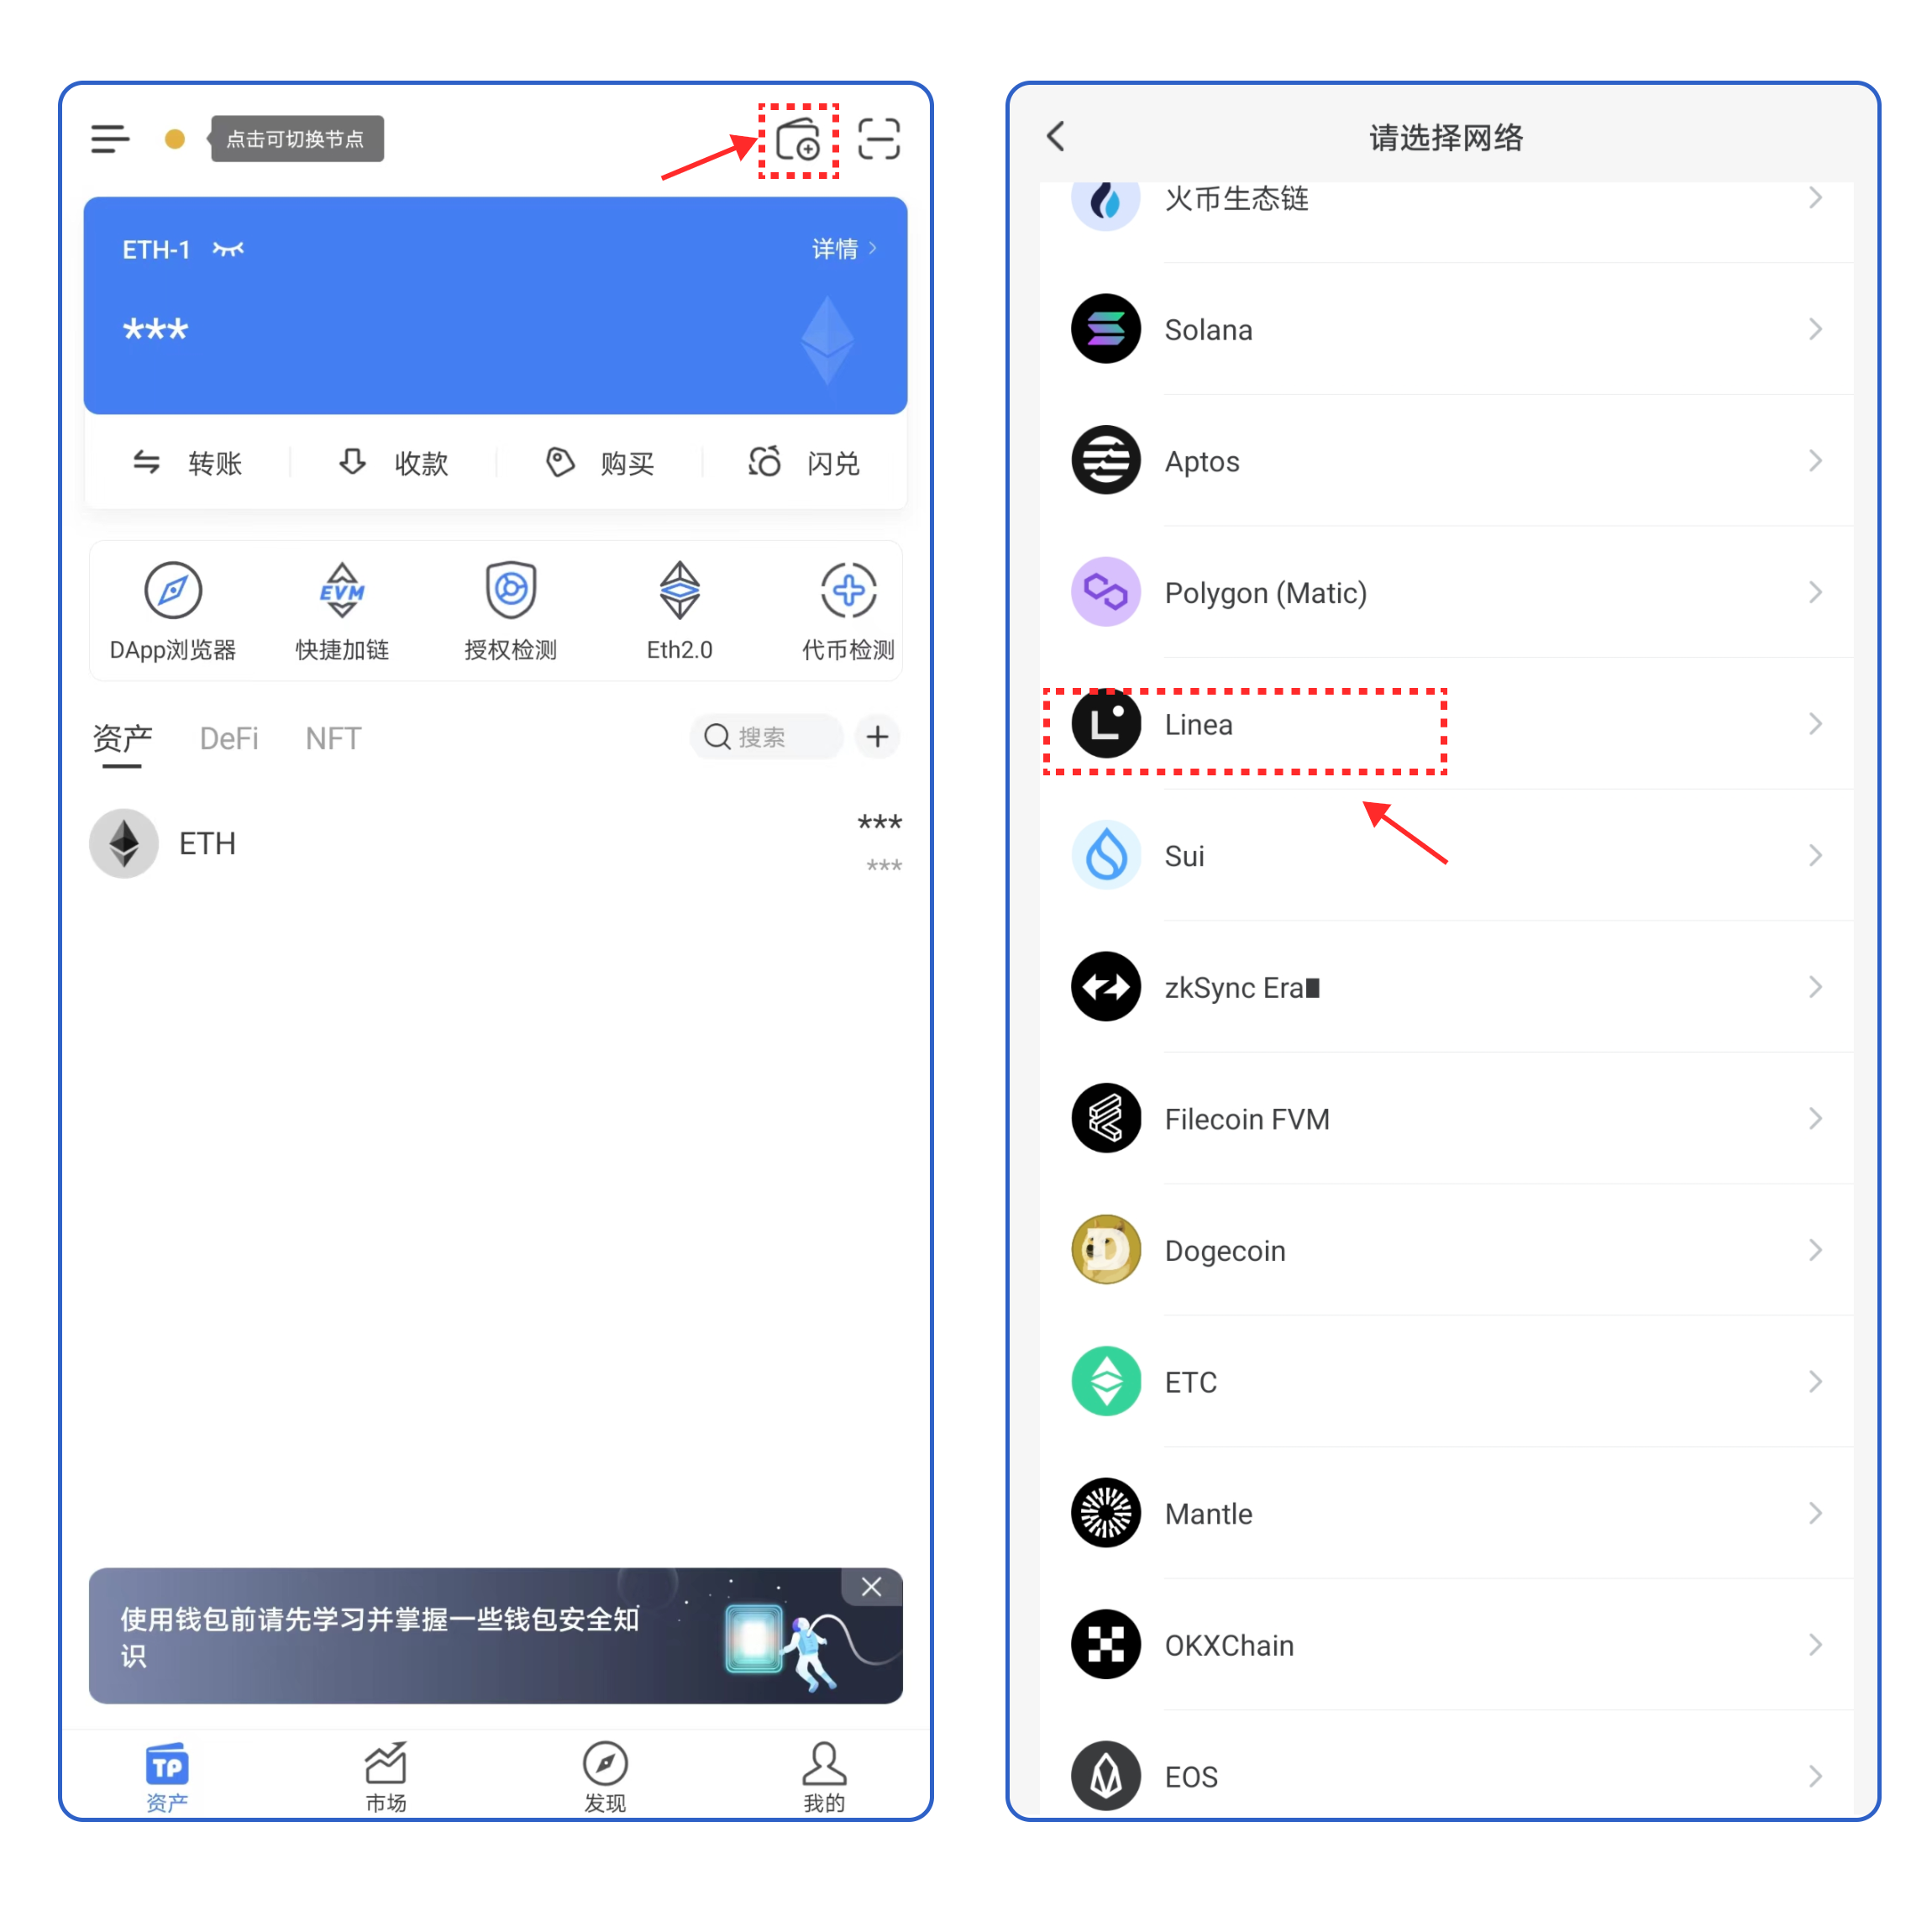 点击可切换节点
ETH-1
详情
***
转账
收款
购买
闪兑
EVM
DApp浏览器
快捷加链
授权检测
Eth2.0
代币检测
资产
DeFi
NFT
搜索
ETH
***
***
使用钱包前请先学习并掌握一些钱包安全知
识
TP
资产
市场
发现
我的
请选择网络
火币生态链
Solana
Aptos
Polygon (Matic)
Linea
Sui
zkSync Era
Filecoin FVM
Dogecoin
ETC
Mantle
OKXChain
EOS